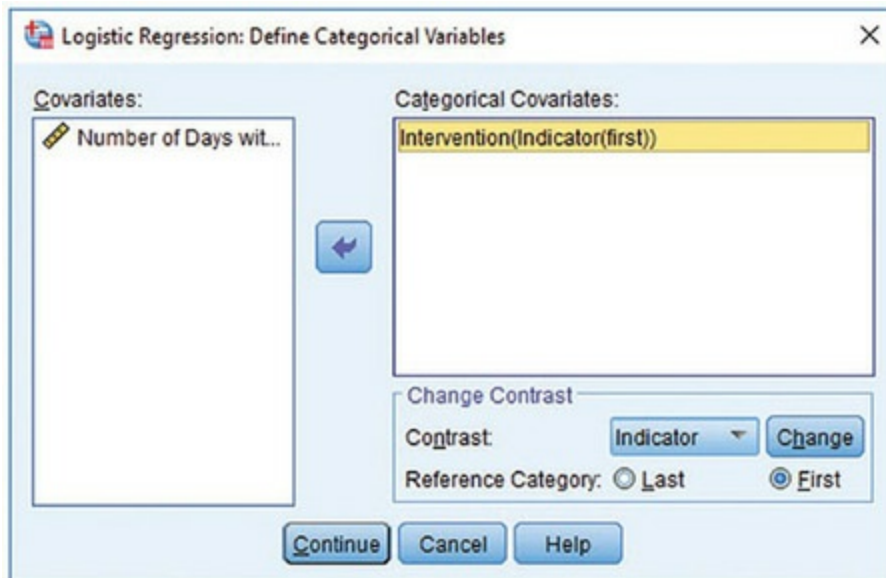 Logistic Regression: Define Categorical Variables
Covariates:
Number of Days wit...
Categorical Covariates:
Intervention(Indicator(first))
Change Contrast
Contrast: Indicator Change
Reference Category: Last First
Continue Cancel Help